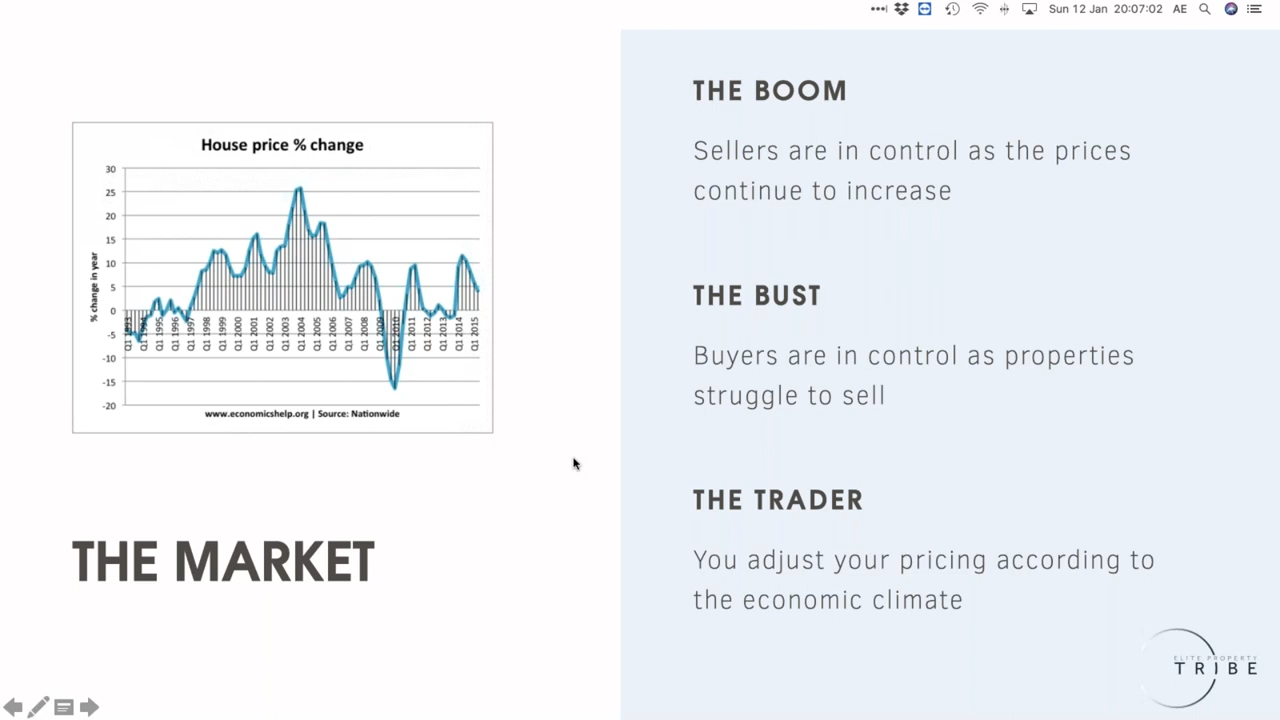 Sun 12 Jan 20:07:02 AE
House price % change
% change in year
30
25
20
15
10
5
0
-5
-10
-15
-20
Q1 1993
Q1 1994
Q1 1995
Q1 1996
Q1 1997
Q1 1998
Q1 1999
Q1 2000
Q1 2001
Q1 2002
Q1 2003
Q1 2004
Q1 2005
Q1 2006
Q1 2007
Q1 2008
Q1 2009
Q1 2010
Q1 2011
Q1 2012
Q1 2013
Q1 2014
Q1 2015
www.economicshelp.org | Source: Nationwide
THE MARKET
THE BOOM
Sellers are in control as the prices
continue to increase
THE BUST
Buyers are in control as properties
struggle to sell
THE TRADER
You adjust your pricing according to
the economic climate
ELITE PROPERTY
TRIBE